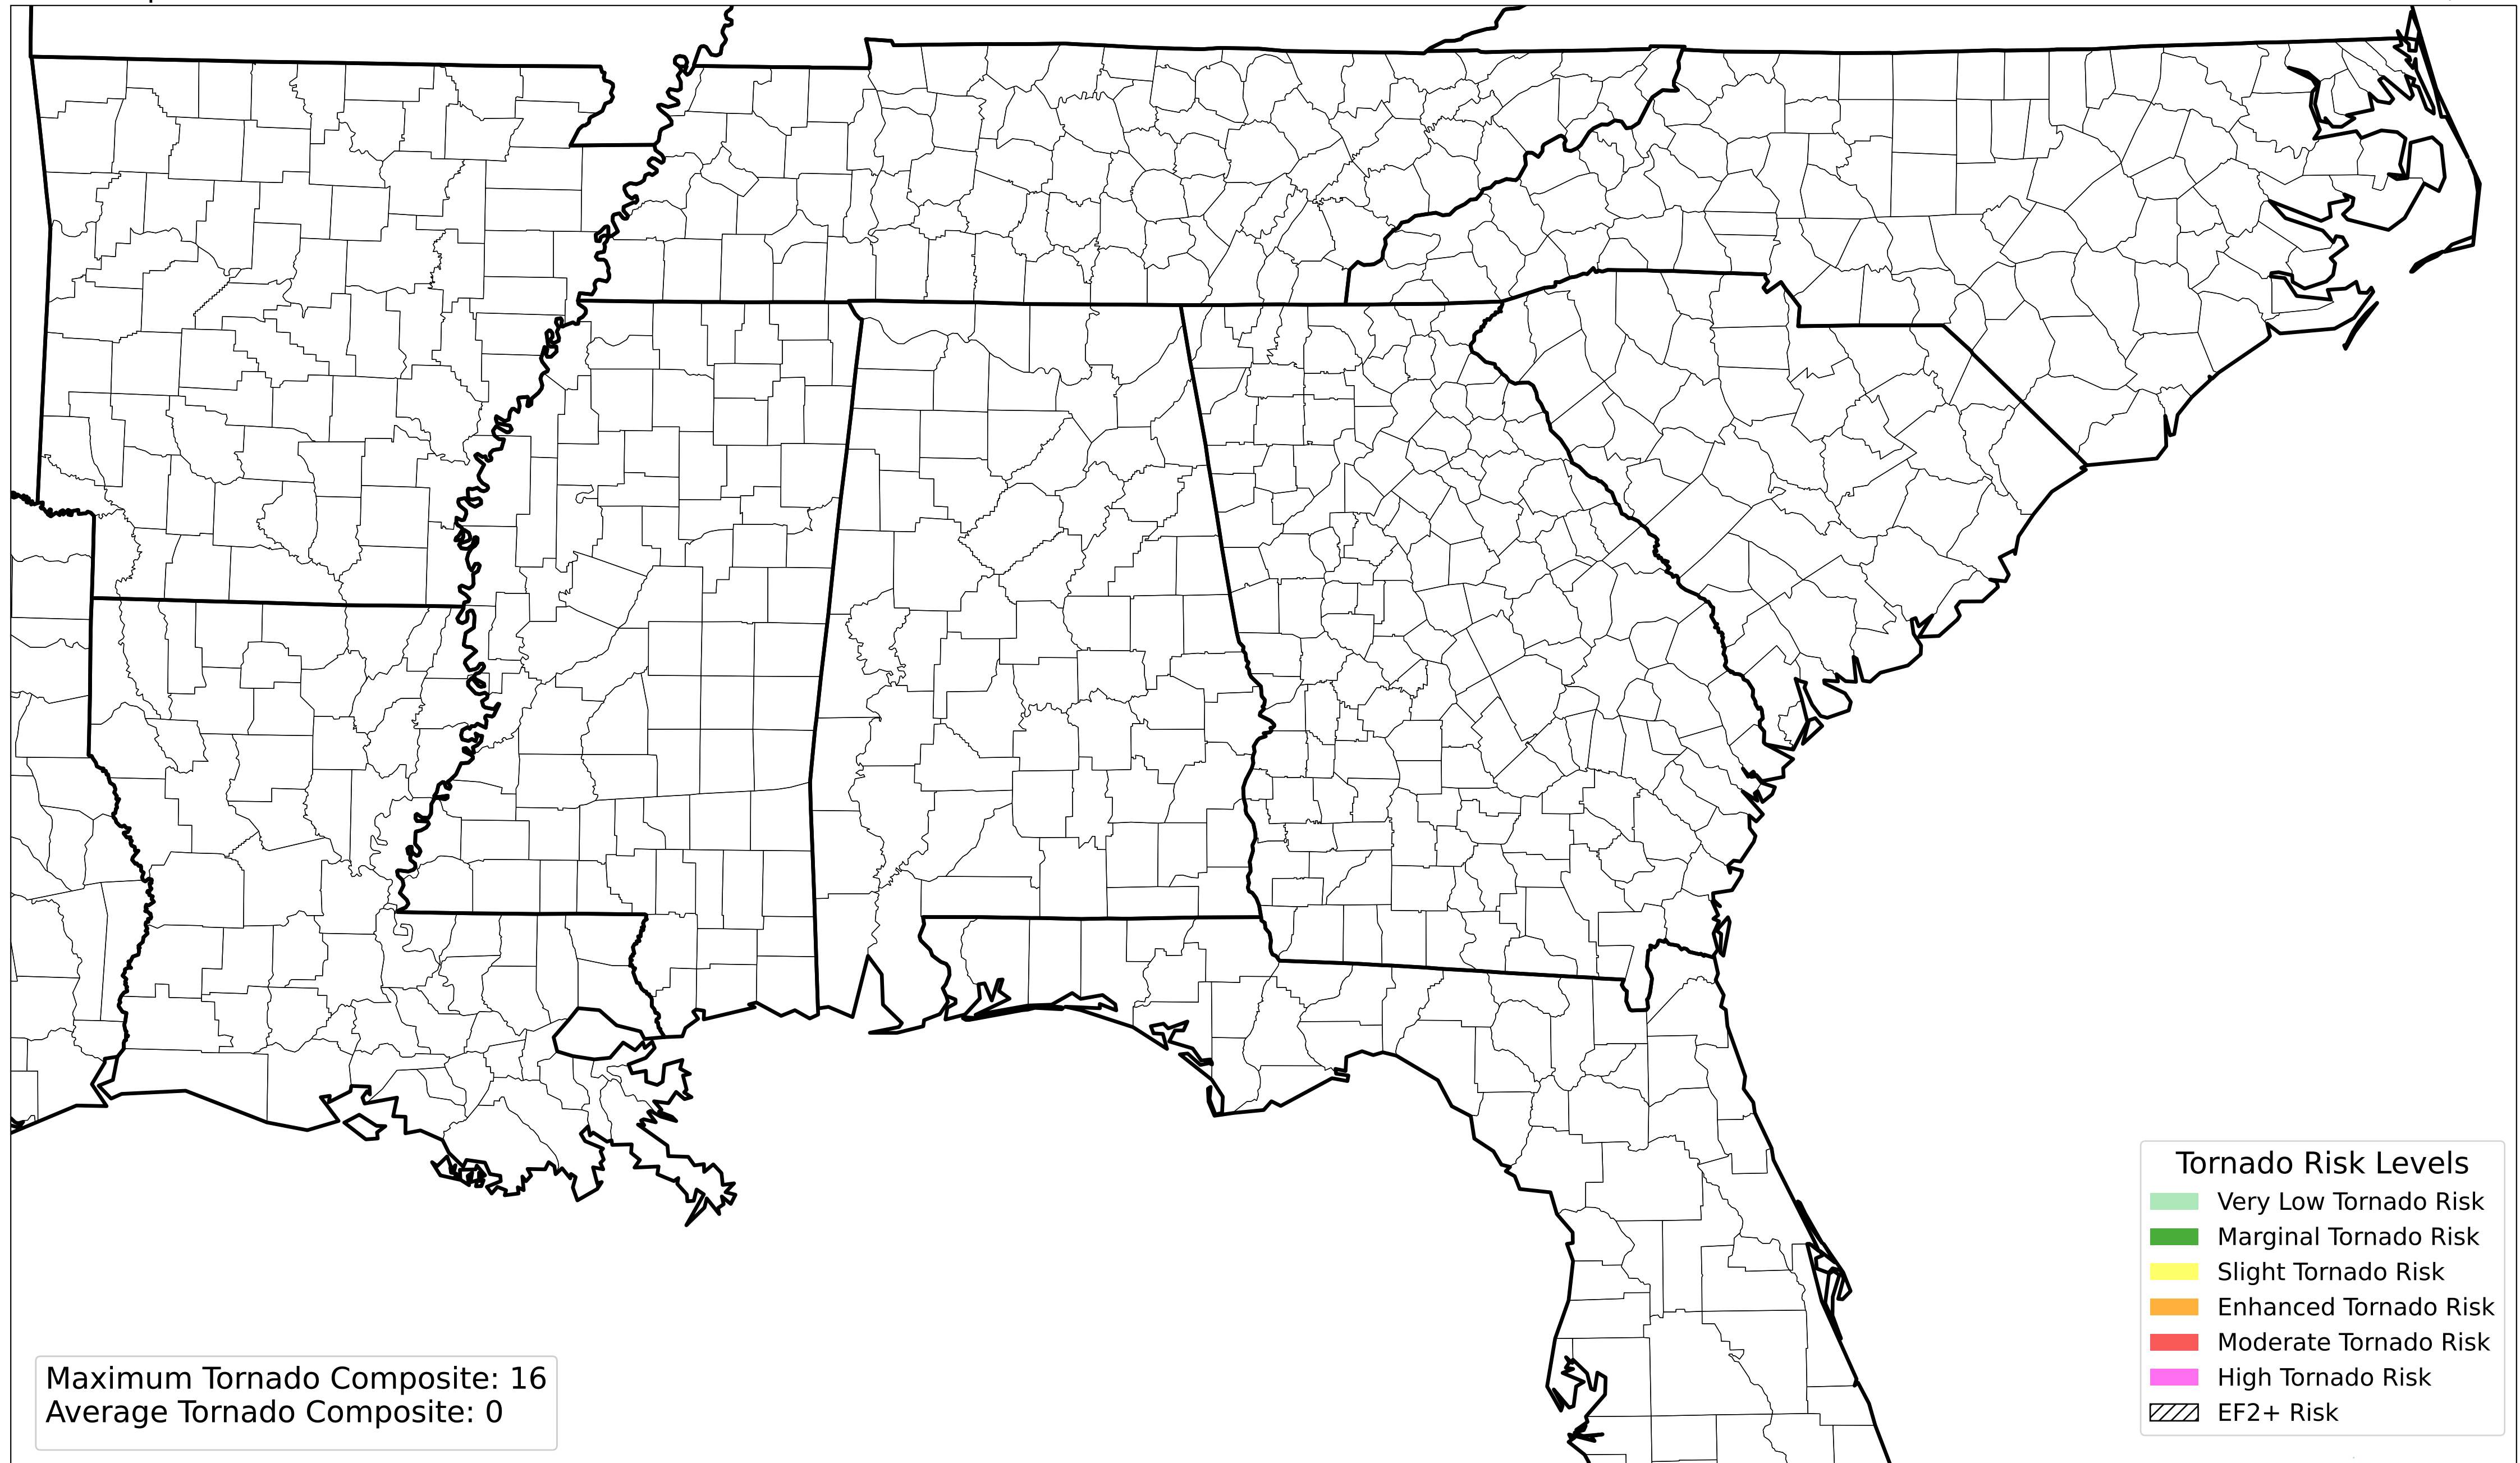 Maximum Tornado Composite: 16
Average Tornado Composite: 0
Tornado Risk Levels
Very Low Tornado Risk
Marginal Tornado Risk
Slight Tornado Risk
Enhanced Tornado Risk
Moderate Tornado Risk
High Tornado Risk
EF2+ Risk